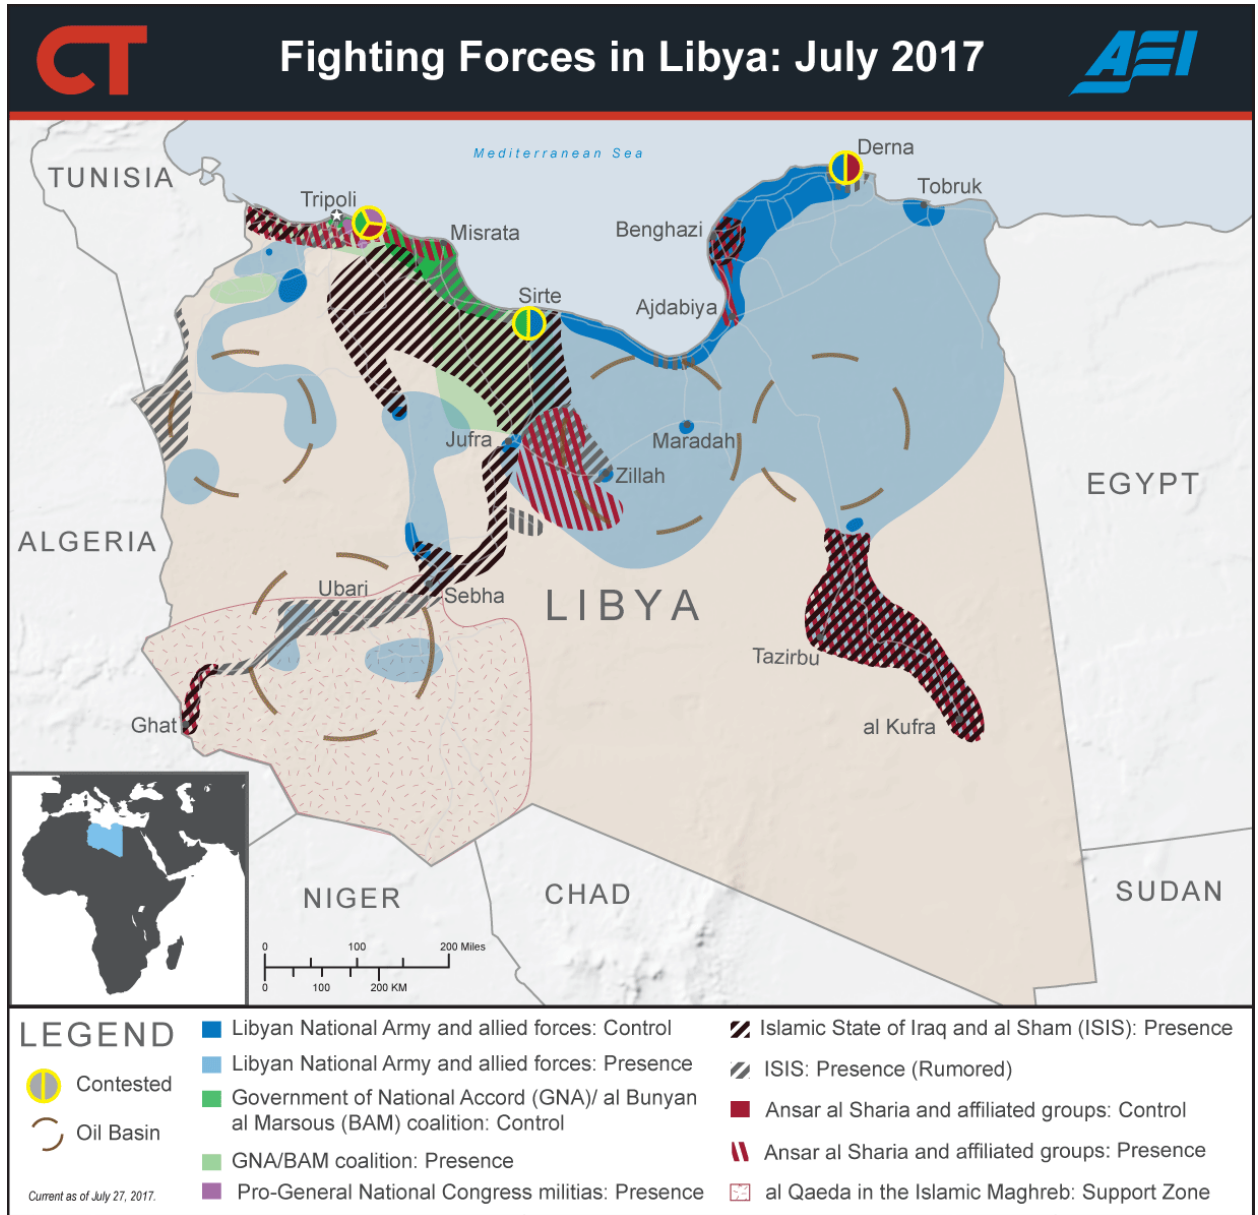 CT
Fighting Forces in Libya: July 2017
AEI
Mediterranean Sea
TUNISIA
Derna
Tobruk
Tripoli
Misrata
Benghazi
Sirte
Ajdabiya
Jufra
Maradah
Zillah
EGYPT
ALGERIA
Ubari
Sebha
LIBYA
Tazirbu
Ghat
al Kufra
NIGER
CHAD
SUDAN
0 100 200 Miles
0 100 200 KM
LEGEND
Contested
Oil Basin
Current as of July 27, 2017.
Libyan National Army and allied forces: Control
Libyan National Army and allied forces: Presence
Government of National Accord (GNA)/ al Bunyan
al Marsous (BAM) coalition: Control
GNA/BAM coalition: Presence
Pro-General National Congress militias: Presence
Islamic State of Iraq and al Sham (ISIS): Presence
ISIS: Presence (Rumored)
Ansar al Sharia and affiliated groups: Control
Ansar al Sharia and affiliated groups: Presence
al Qaeda in the Islamic Maghreb: Support Zone